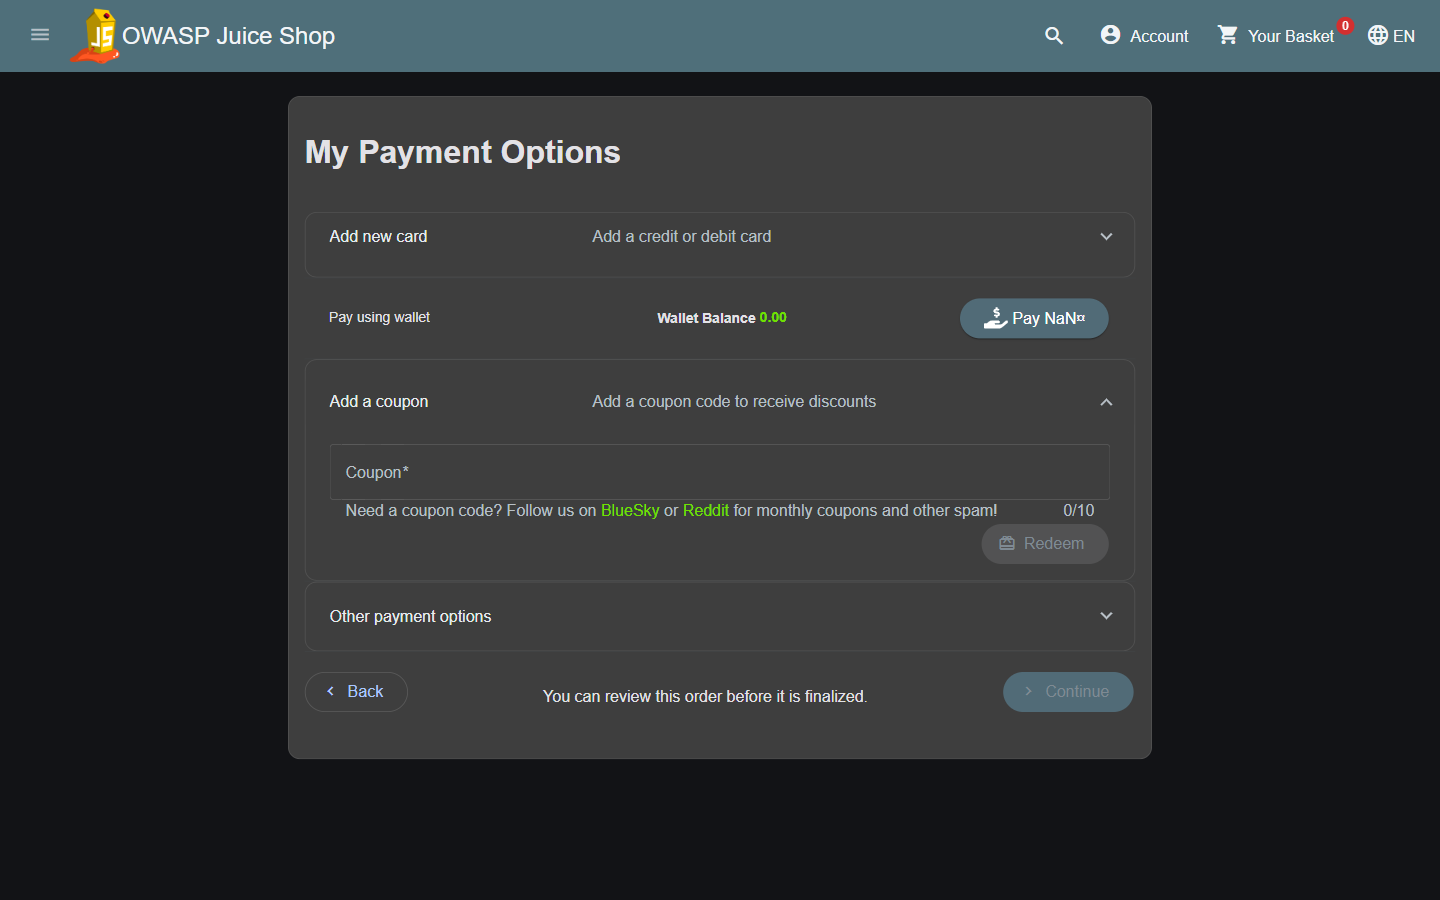 OWASP Juice Shop
Account
Your Basket
0
EN
My Payment Options
Add new card
Add a credit or debit card
Pay using wallet
Wallet Balance 0.00
Pay NaN¤
Add a coupon
Add a coupon code to receive discounts
Coupon*
Need a coupon code? Follow us on BlueSky or Reddit for monthly coupons and other spam!
0/10
Redeem
Other payment options
Back
You can review this order before it is finalized.
Continue